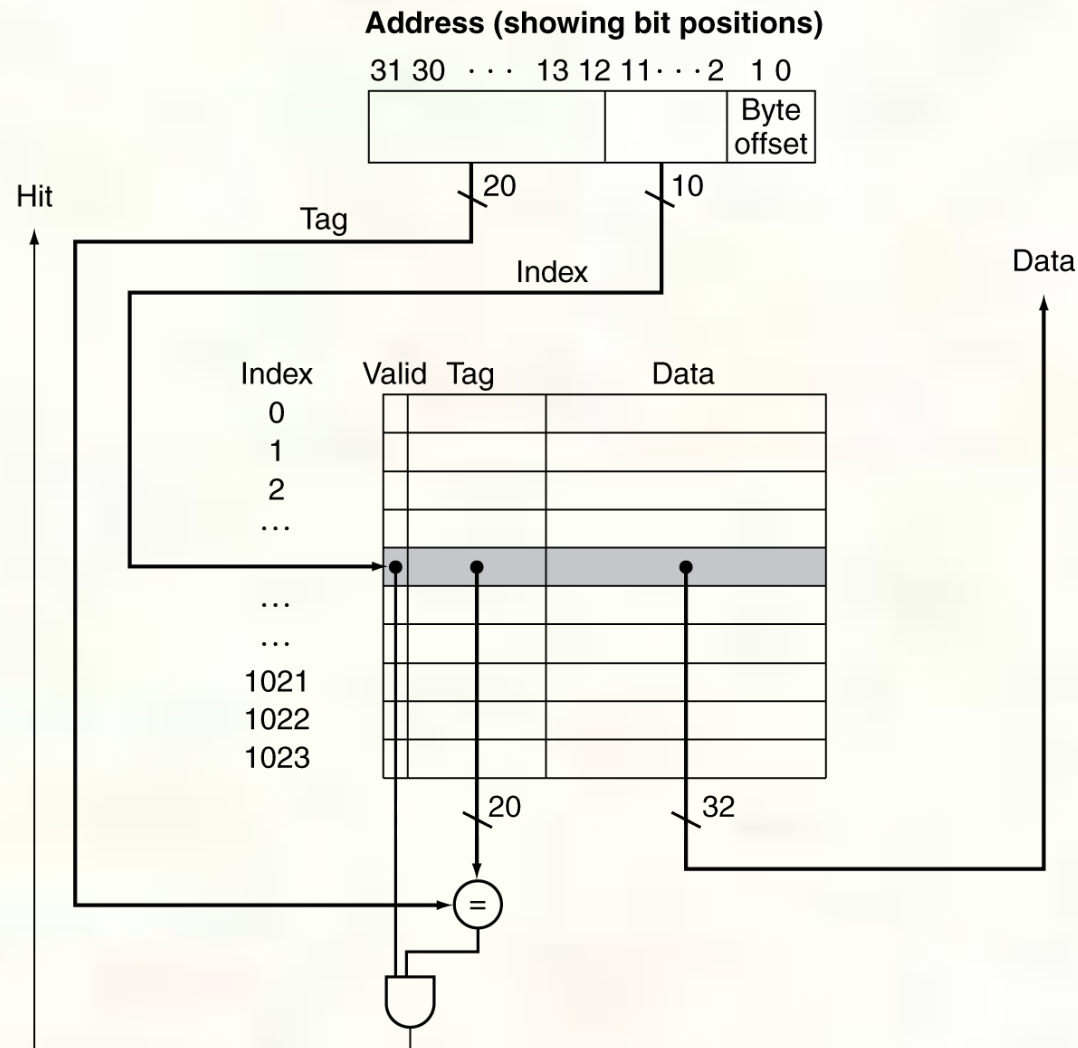 Address (showing bit positions)
31 30 · · · 13 12 11 · · · 2 1 0
Byte
offset
20
10
Hit
Tag
Index
Data
Index Valid Tag Data
0
1
2
...
...
...
1021
1022
1023
20
32
=